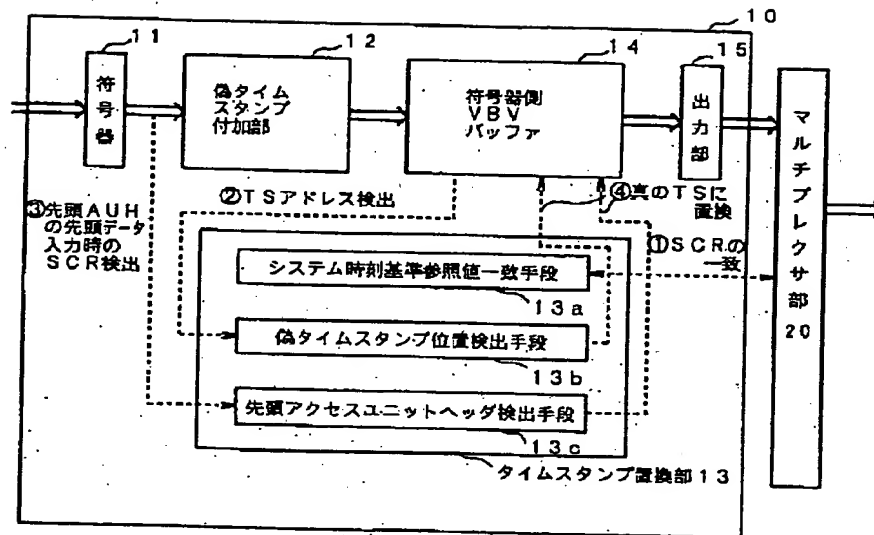 10
11
12
14
15
符号器
偽タイム
スタンプ
付加部
符号器側
VBV
バッファ
出力部
マルチプレクサ部20
②TSアドレス検出
③先頭AUH
の先頭データ
入力時の
SCR検出
④真のTSに
置換
①SCRの
一致
システム時刻基準参照値一致手段
13a
偽タイムスタンプ位置検出手段
13b
先頭アクセスユニットヘッダ検出手段
13c
タイムスタンプ置換部13